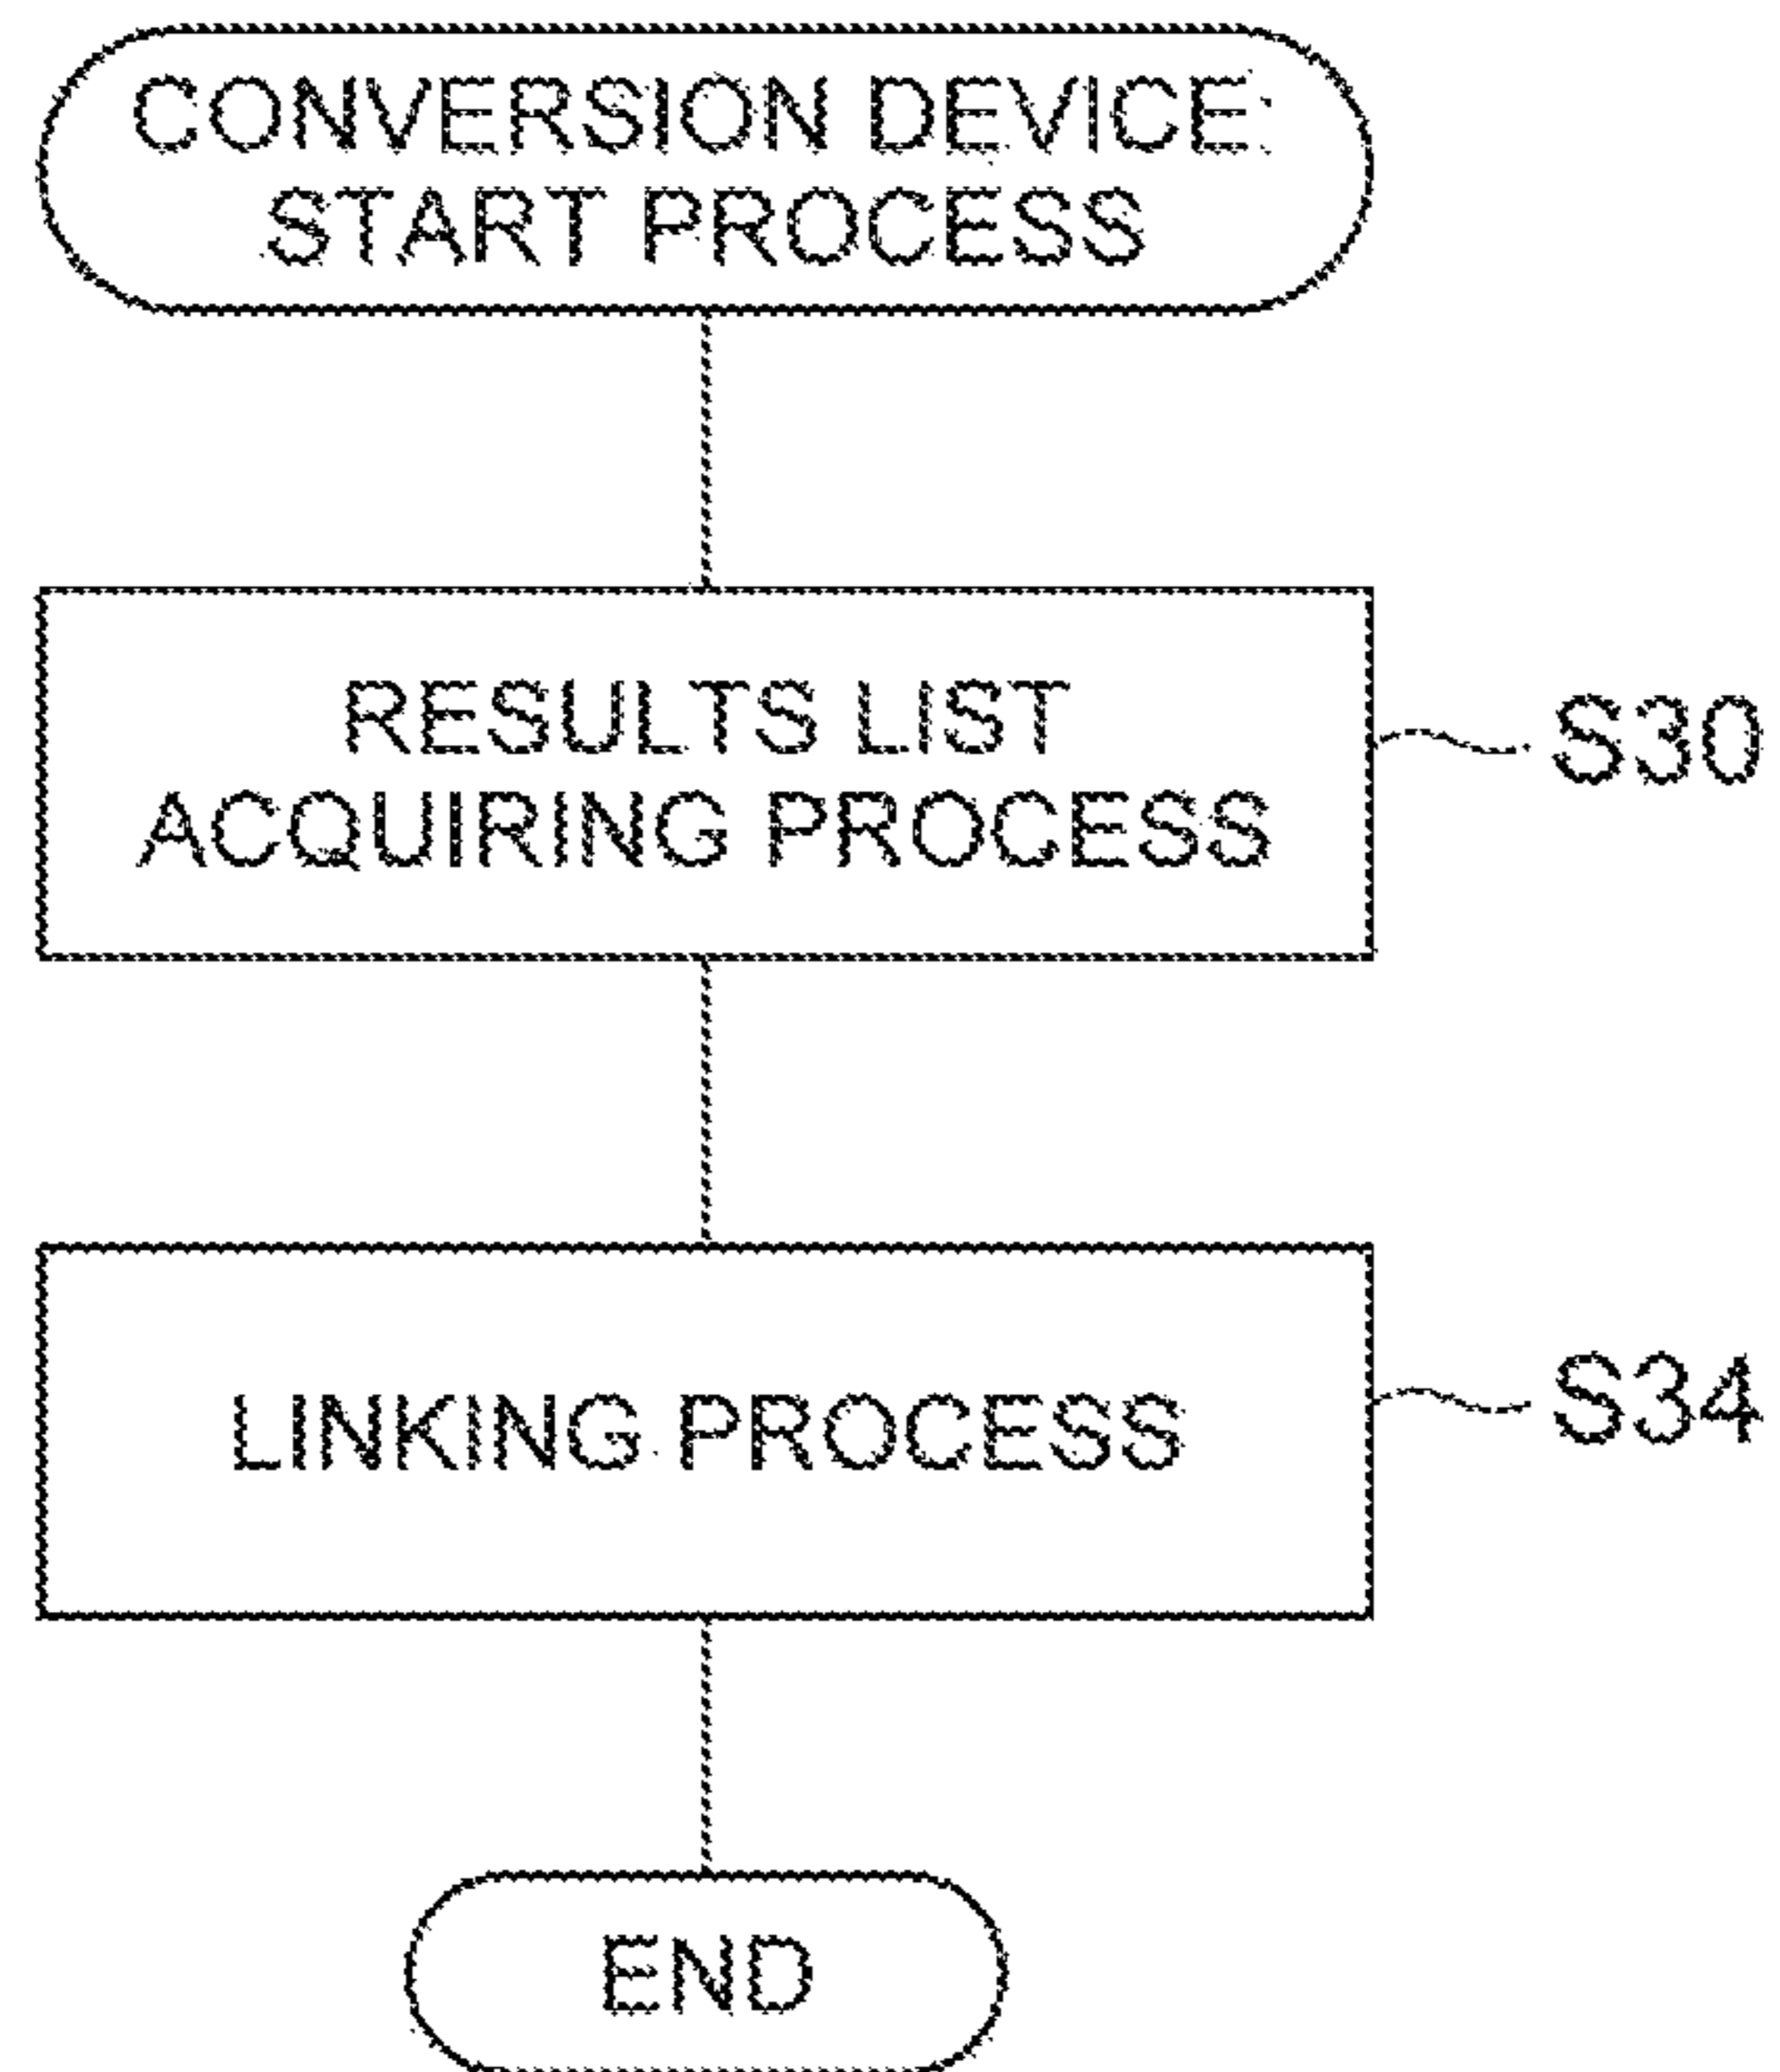 CONVERSION DEVICE
START PROCESS
RESULTS LIST
ACQUIRING PROCESS
S30
LINKING PROCESS
S34
END